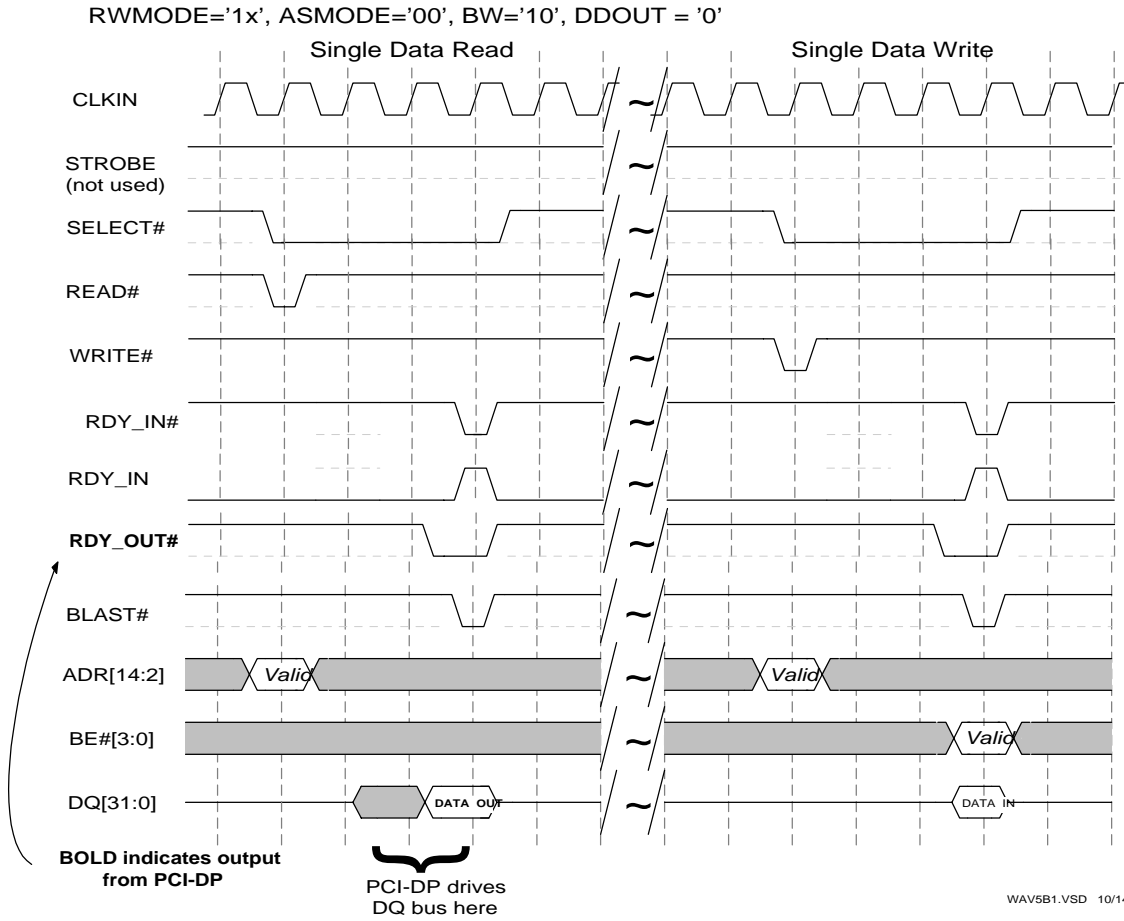 RWMODE='1x', ASMODE='00', BW='10', DDOUT = '0'
Single Data Read
Single Data Write
CLKIN
~
STROBE
(not used)
~
SELECT#
~
READ#
~
WRITE#
~
RDY_IN#
~
RDY_IN
~
RDY_OUT#
~
BLAST#
~
ADR[14:2]
Valid
~
Valid
BE#[3:0]
~
Valid
DQ[31:0]
DATA OUT
~
DATA IN
BOLD indicates output
from PCI-DP
PCI-DP drives
DQ bus here
WAV5B1.VSD 10/14